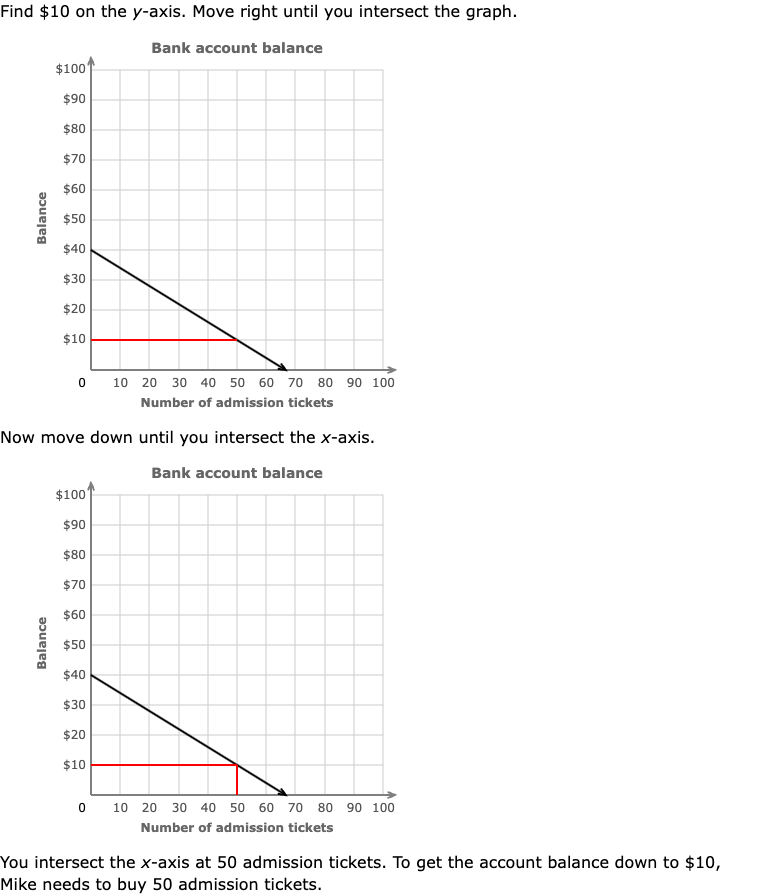 Find $10 on the y-axis. Move right until you intersect the graph.
Bank account balance
$100
$90
$80
$70
$60
$50
$40
$30
$20
$10
Balance
0 10 20 30 40 50 60 70 80 90 100
Number of admission tickets
Now move down until you intersect the x-axis.
Bank account balance
$100
$90
$80
$70
$60
$50
$40
$30
$20
$10
Balance
0 10 20 30 40 50 60 70 80 90 100
Number of admission tickets
You intersect the x-axis at 50 admission tickets. To get the account balance down to $10,
Mike needs to buy 50 admission tickets.